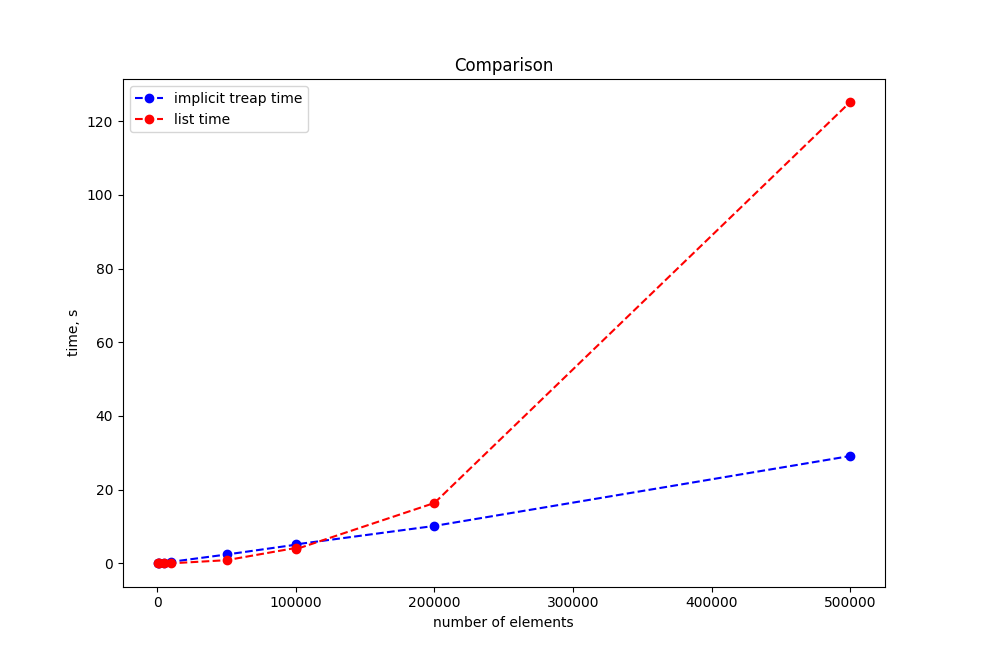 Comparison
implicit treap time
list time
120
100
80
60
40
20
0
time, s
0 100000 200000 300000 400000 500000
number of elements